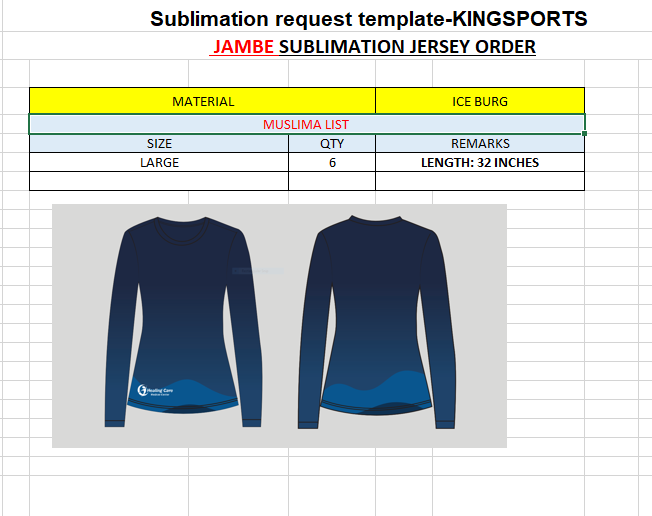 Sublimation request template-KINGSPORTS
JAMBE SUBLIMATION JERSEY ORDER
MATERIAL ICE BURG
MUSLIMA LIST
SIZE QTY REMARKS
LARGE 6 LENGTH: 32 INCHES
Healing Care